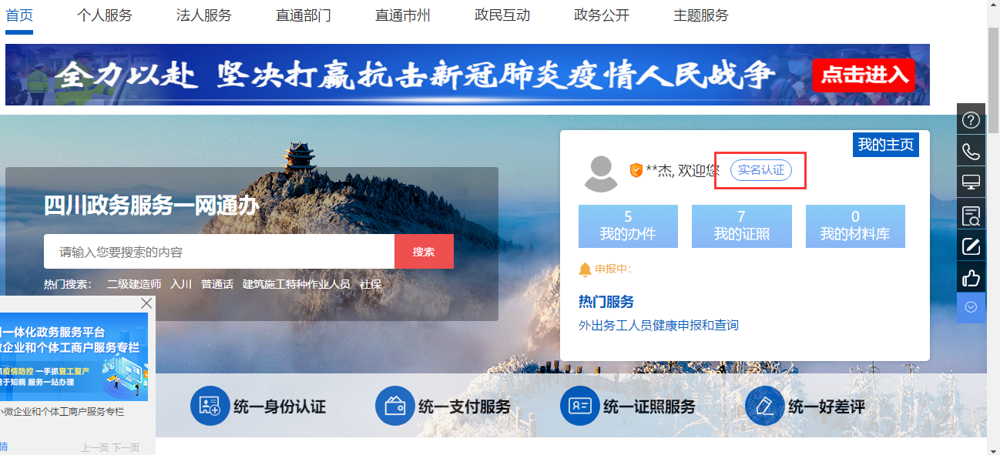 首页 个人服务 法人服务 直通部门 直通市州 政民互动 政务公开 主题服务
全力以赴 坚决打赢抗击新冠肺炎疫情人民战争 点击进入
我的主页
**杰, 欢迎您 实名认证
四川政务服务一网通办
请输入您要搜索的内容 搜索
热门搜索： 二级建造师 入川 普通话 建筑施工特种作业人员 社保
5 7 0
我的办件 我的证照 我的材料库
申报中：
热门服务
外出务工人员健康申报和查询
一体化政务服务平台
企业和个体工商户服务专栏
疫情防控 一手抓复工复产
于知晓 服务一站办理
微企业和个体工商户服务专栏
情 上一页 下一页
统一身份认证 统一支付服务 统一证照服务 统一好差评